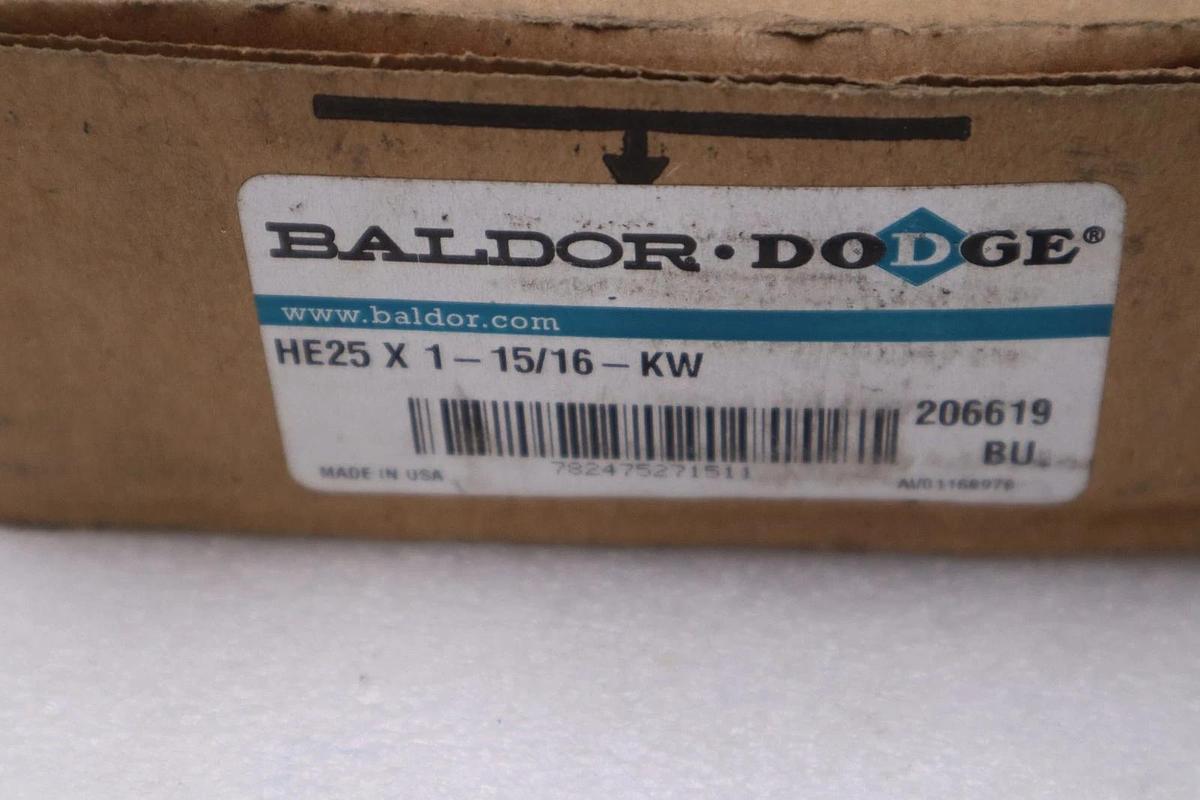 BALDOR·DODGE®
www.baldor.com
HE25 X 1-15/16-KW
206619
BU
782475271511
MADE IN USA